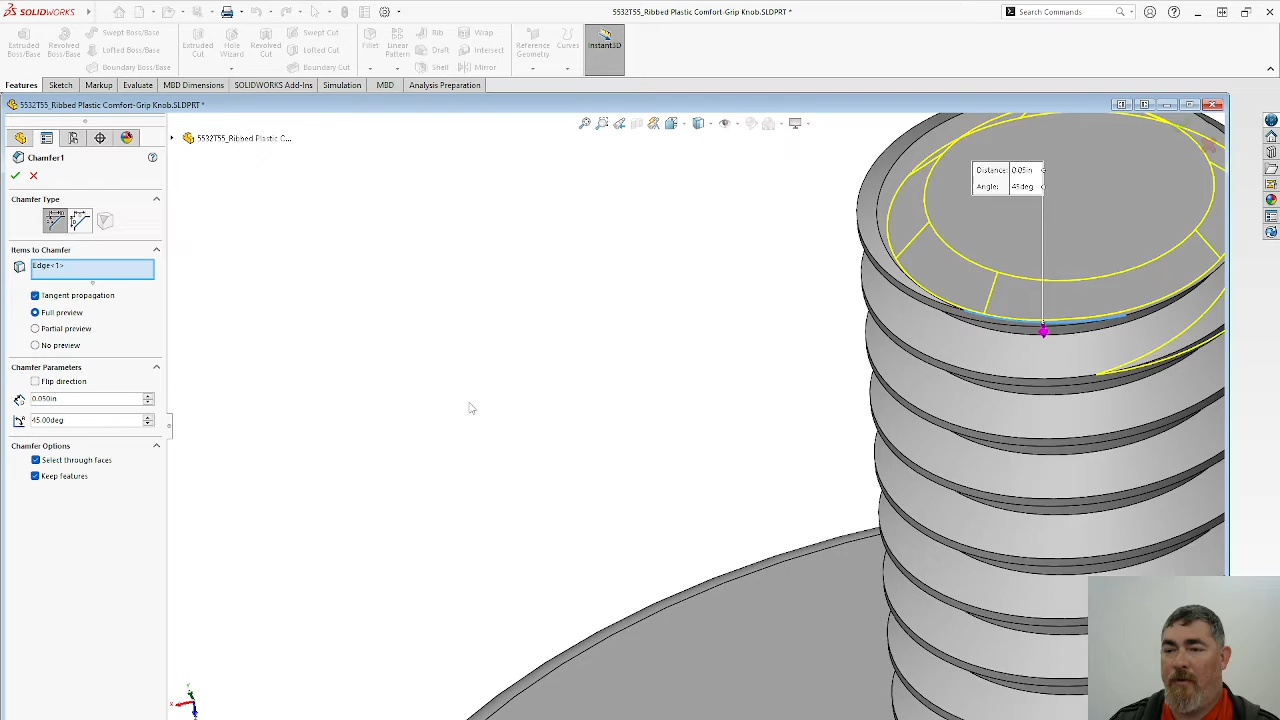 SOLIDWORKS
5532T55_Ribbed Plastic Comfort-Grip Knob.SLDPRT *
Search Commands
Extruded Boss/Base
Revolved Boss/Base
Swept Boss/Base
Lofted Boss/Base
Boundary Boss/Base
Extruded Cut
Hole Wizard
Revolved Cut
Swept Cut
Lofted Cut
Boundary Cut
Fillet
Linear Pattern
Rib
Draft
Shell
Wrap
Intersect
Mirror
Reference Geometry
Curves
Instant3D
Features
Sketch
Markup
Evaluate
MBD Dimensions
SOLIDWORKS Add-Ins
Simulation
MBD
Analysis Preparation
5532T55_Ribbed Plastic Comfort-Grip Knob.SLDPRT *
5532T55_Ribbed Plastic C...
Chamfer1
Chamfer Type
Items to Chamfer
Edge<1>
Tangent propagation
Full preview
Partial preview
No preview
Chamfer Parameters
Flip direction
0.050in
45.00deg
Chamfer Options
Select through faces
Keep features
Distance: 0.05in
Angle: 45deg